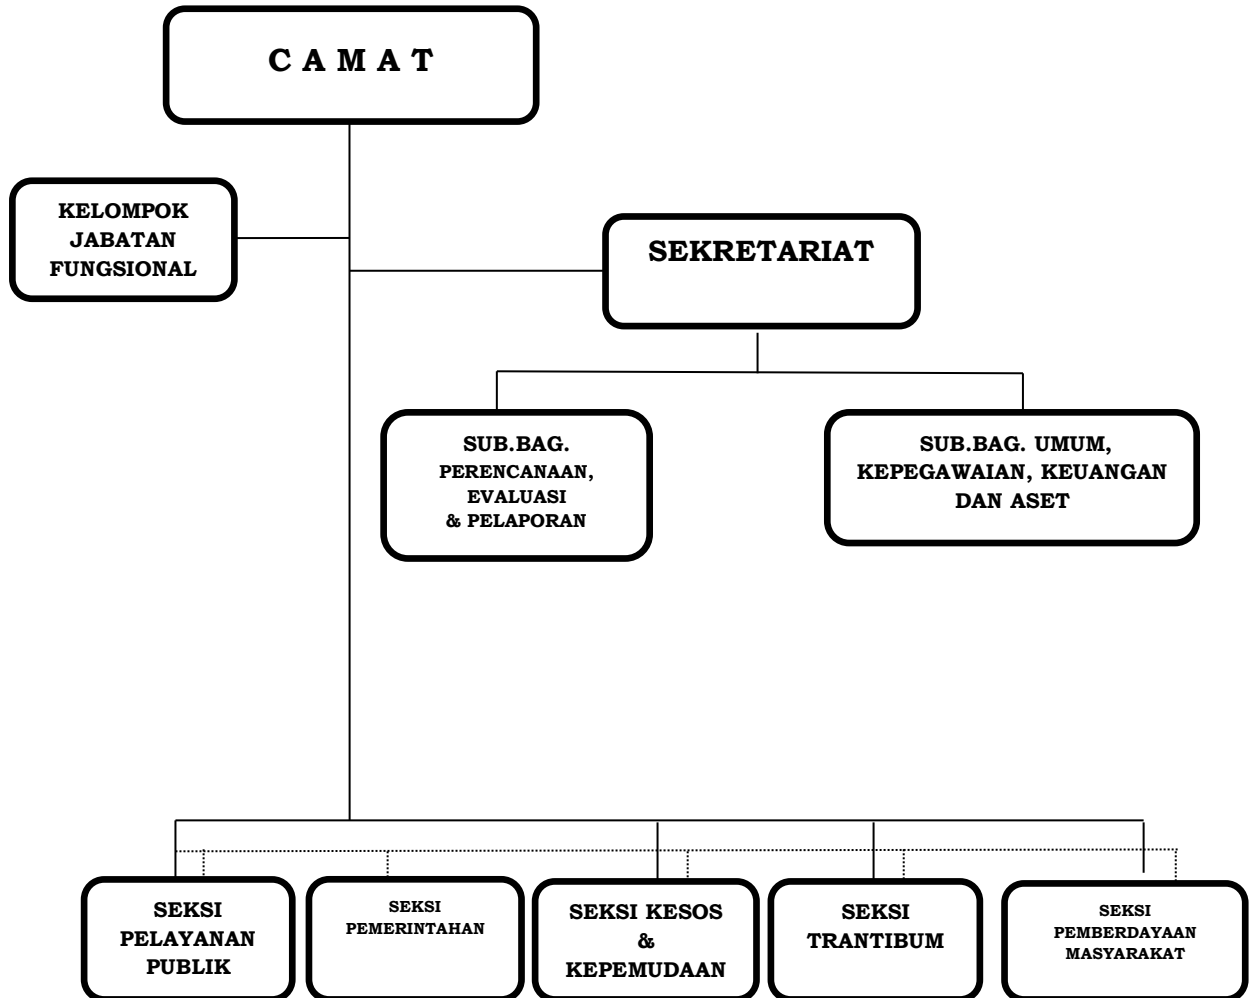 C A M A T
KELOMPOK
JABATAN
FUNGSIONAL
SEKRETARIAT
SUB.BAG.
PERENCANAAN,
EVALUASI
& PELAPORAN
SUB.BAG. UMUM,
KEPEGAWAIAN, KEUANGAN
DAN ASET
SEKSI
PELAYANAN
PUBLIK
SEKSI
PEMERINTAHAN
SEKSI KESOS
&
KEPEMUDAAN
SEKSI
TRANTIBUM
SEKSI
PEMBERDAYAAN
MASYARAKAT